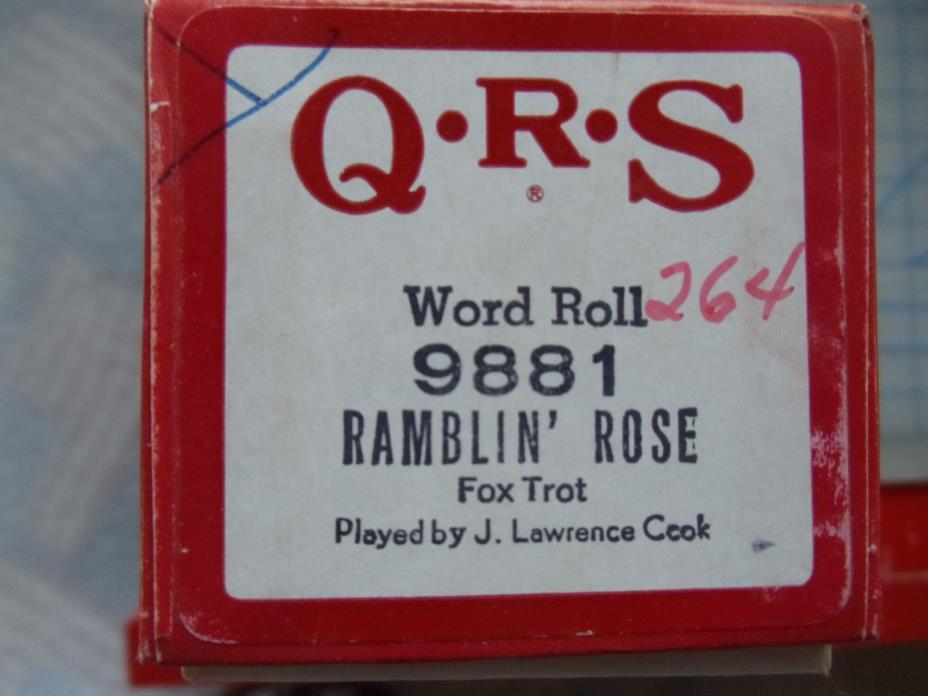 Q·R·S
®
Word Roll 264
9881
RAMBLIN' ROSE
Fox Trot
Played by J. Lawrence Cook